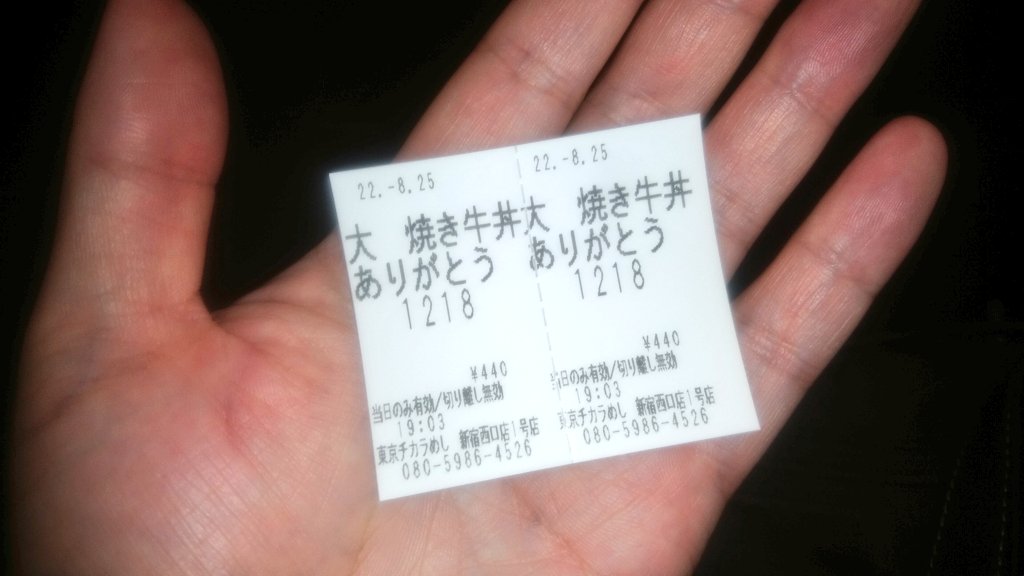 22.-8.25
大 焼き牛丼
ありがとう
1218
¥440
当日のみ有効/切り離し無効
19:03
東京チカラめし 新宿西口店1号店
080-5986-4526
22.-8.25
大 焼き牛丼
ありがとう
1218
¥440
当日のみ有効/切り離し無効
19:03
東京チカラめし 新宿西口店1号店
080-5986-4526